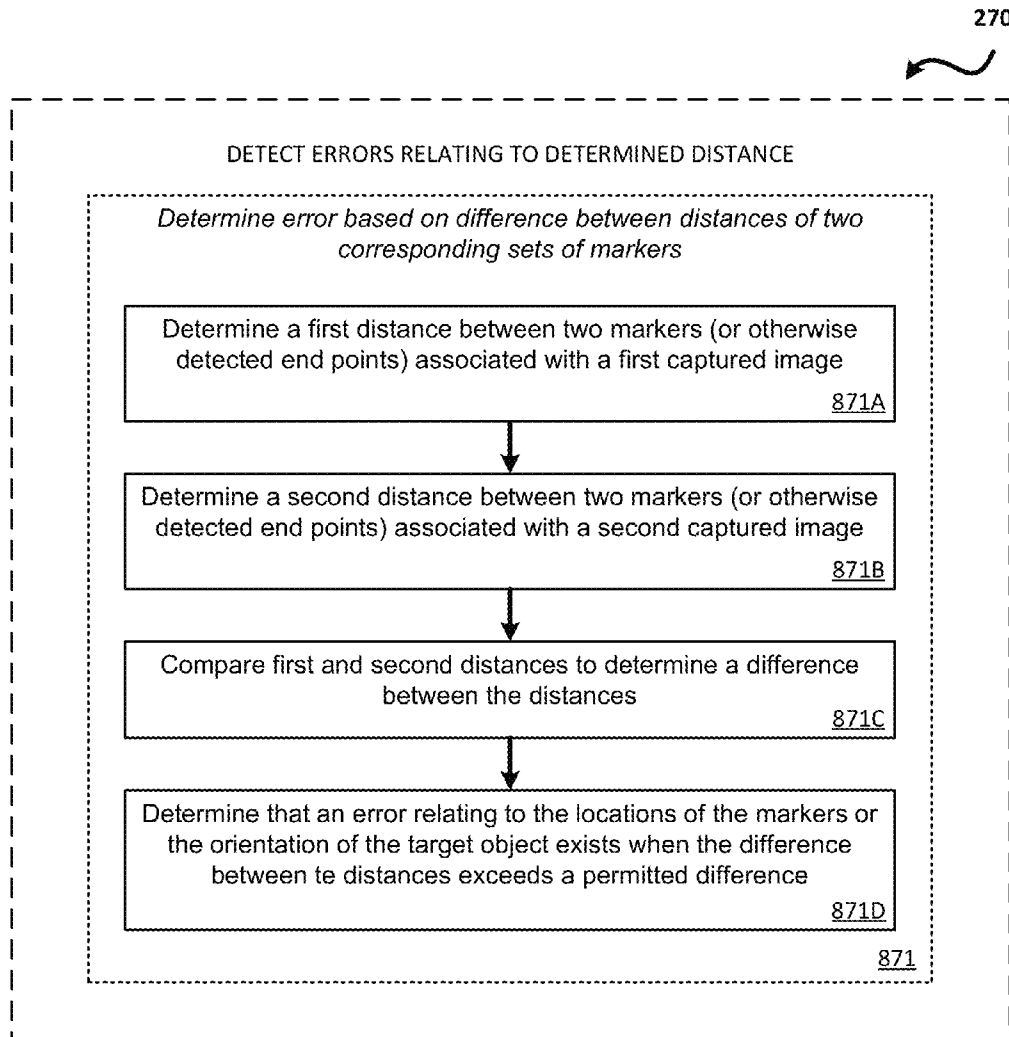 270
DETECT ERRORS RELATING TO DETERMINED DISTANCE
Determine error based on difference between distances of two
corresponding sets of markers
Determine a first distance between two markers (or otherwise
detected end points) associated with a first captured image
871A
Determine a second distance between two markers (or otherwise
detected end points) associated with a second captured image
871B
Compare first and second distances to determine a difference
between the distances
871C
Determine that an error relating to the locations of the markers or
the orientation of the target object exists when the difference
between te distances exceeds a permitted difference
871D
871